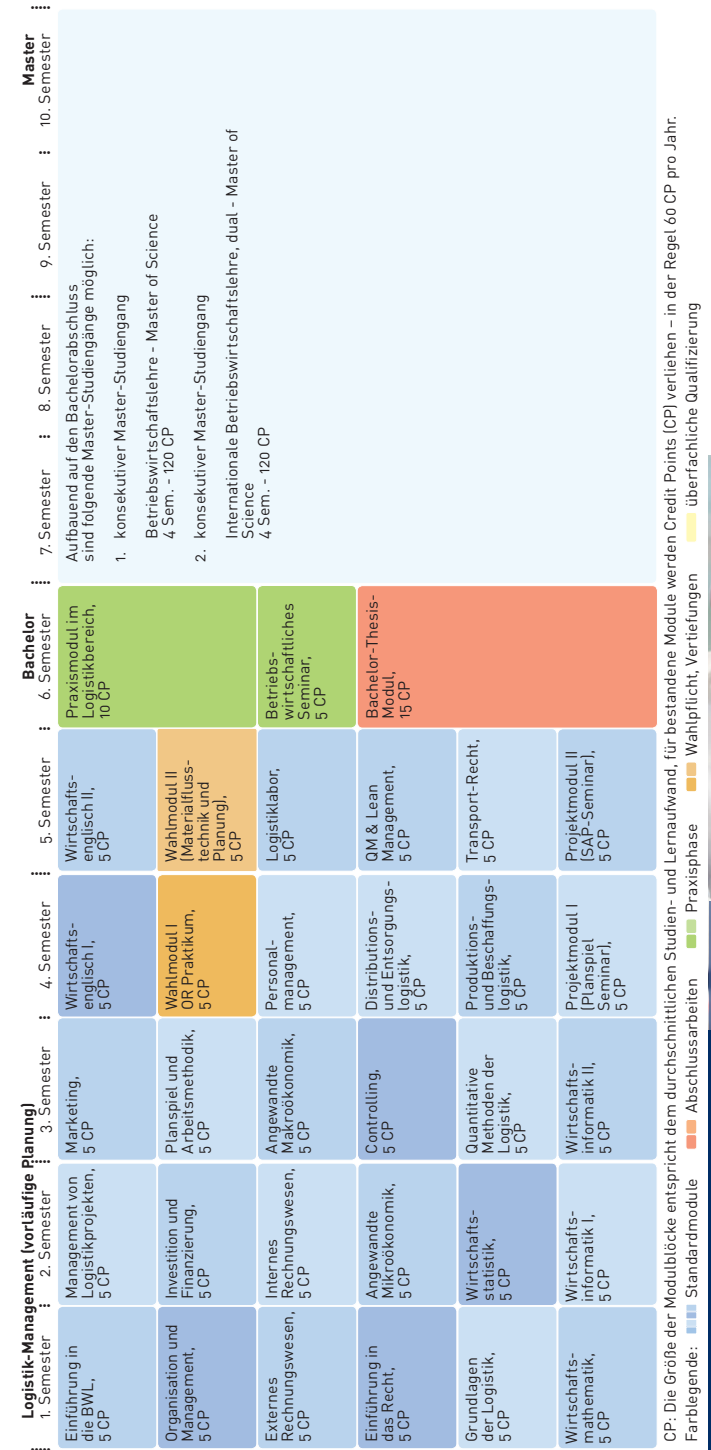 Logistik-Management (vorläufige Planung)
Bachelor
Master
1. Semester
2. Semester
3. Semester
4. Semester
5. Semester
6. Semester
7. Semester
8. Semester
9. Semester
10. Semester
Einführung in
die BWL,
5 CP
Organisation und
Management,
5 CP
Externes
Rechnungswesen,
5 CP
Einführung in
das Recht,
5 CP
Grundlagen
der Logistik,
5 CP
Wirtschafts-
mathematik,
5 CP
Management von
Logistikprojekten,
5 CP
Investition und
Finanzierung,
5 CP
Internes
Rechnungswesen,
5 CP
Angewandte
Mikroökonomik,
5 CP
Wirtschafts-
statistik,
5 CP
Wirtschafts-
informatik I,
5 CP
Marketing,
5 CP
Planspiel und
Arbeitsmethodik,
5 CP
Angewandte
Makroökonomik,
5 CP
Controlling,
5 CP
Quantitative
Methoden der
Logistik,
5 CP
Wirtschafts-
informatik II,
5 CP
Wirtschafts-
englisch I,
5 CP
Wahlmodul I
OR Praktikum,
5 CP
Personal-
management,
5 CP
Distributions-
und Entsorgungs-
logistik,
5 CP
Produktions-
und Beschaffungs-
logistik,
5 CP
Projektmodul I
(Planspiel
Seminar),
5 CP
Wirtschafts-
englisch II,
5 CP
Wahlmodul II
(Materialfluss-
technik und
Planung),
5 CP
Logistiklabor,
5 CP
QM & Lean
Management,
5 CP
Transport-Recht,
5 CP
Projektmodul II
(SAP-Seminar),
5 CP
Praxismodul im
Logistikbereich,
10 CP
Betriebs-
wirtschaftliches
Seminar,
5 CP
Bachelor-Thesis-
Modul,
15 CP
Aufbauend auf den Bachelorabschluss
sind folgende Master-Studiengänge möglich:
1. konsekutiver Master-Studiengang
Betriebswirtschaftslehre - Master of Science
4 Sem. - 120 CP
2. konsekutiver Master-Studiengang
Internationale Betriebswirtschaftslehre, dual - Master of
Science
4 Sem. - 120 CP
CP: Die Größe der Modulblöcke entspricht dem durchschnittlichen Studien- und Lernaufwand, für bestandene Module werden Credit Points (CP) verliehen – in der Regel 60 CP pro Jahr.
Farblegende: Standardmodule Abschlussarbeiten Praxisphase Wahlpflicht, Vertiefungen überfachliche Qualifizierung